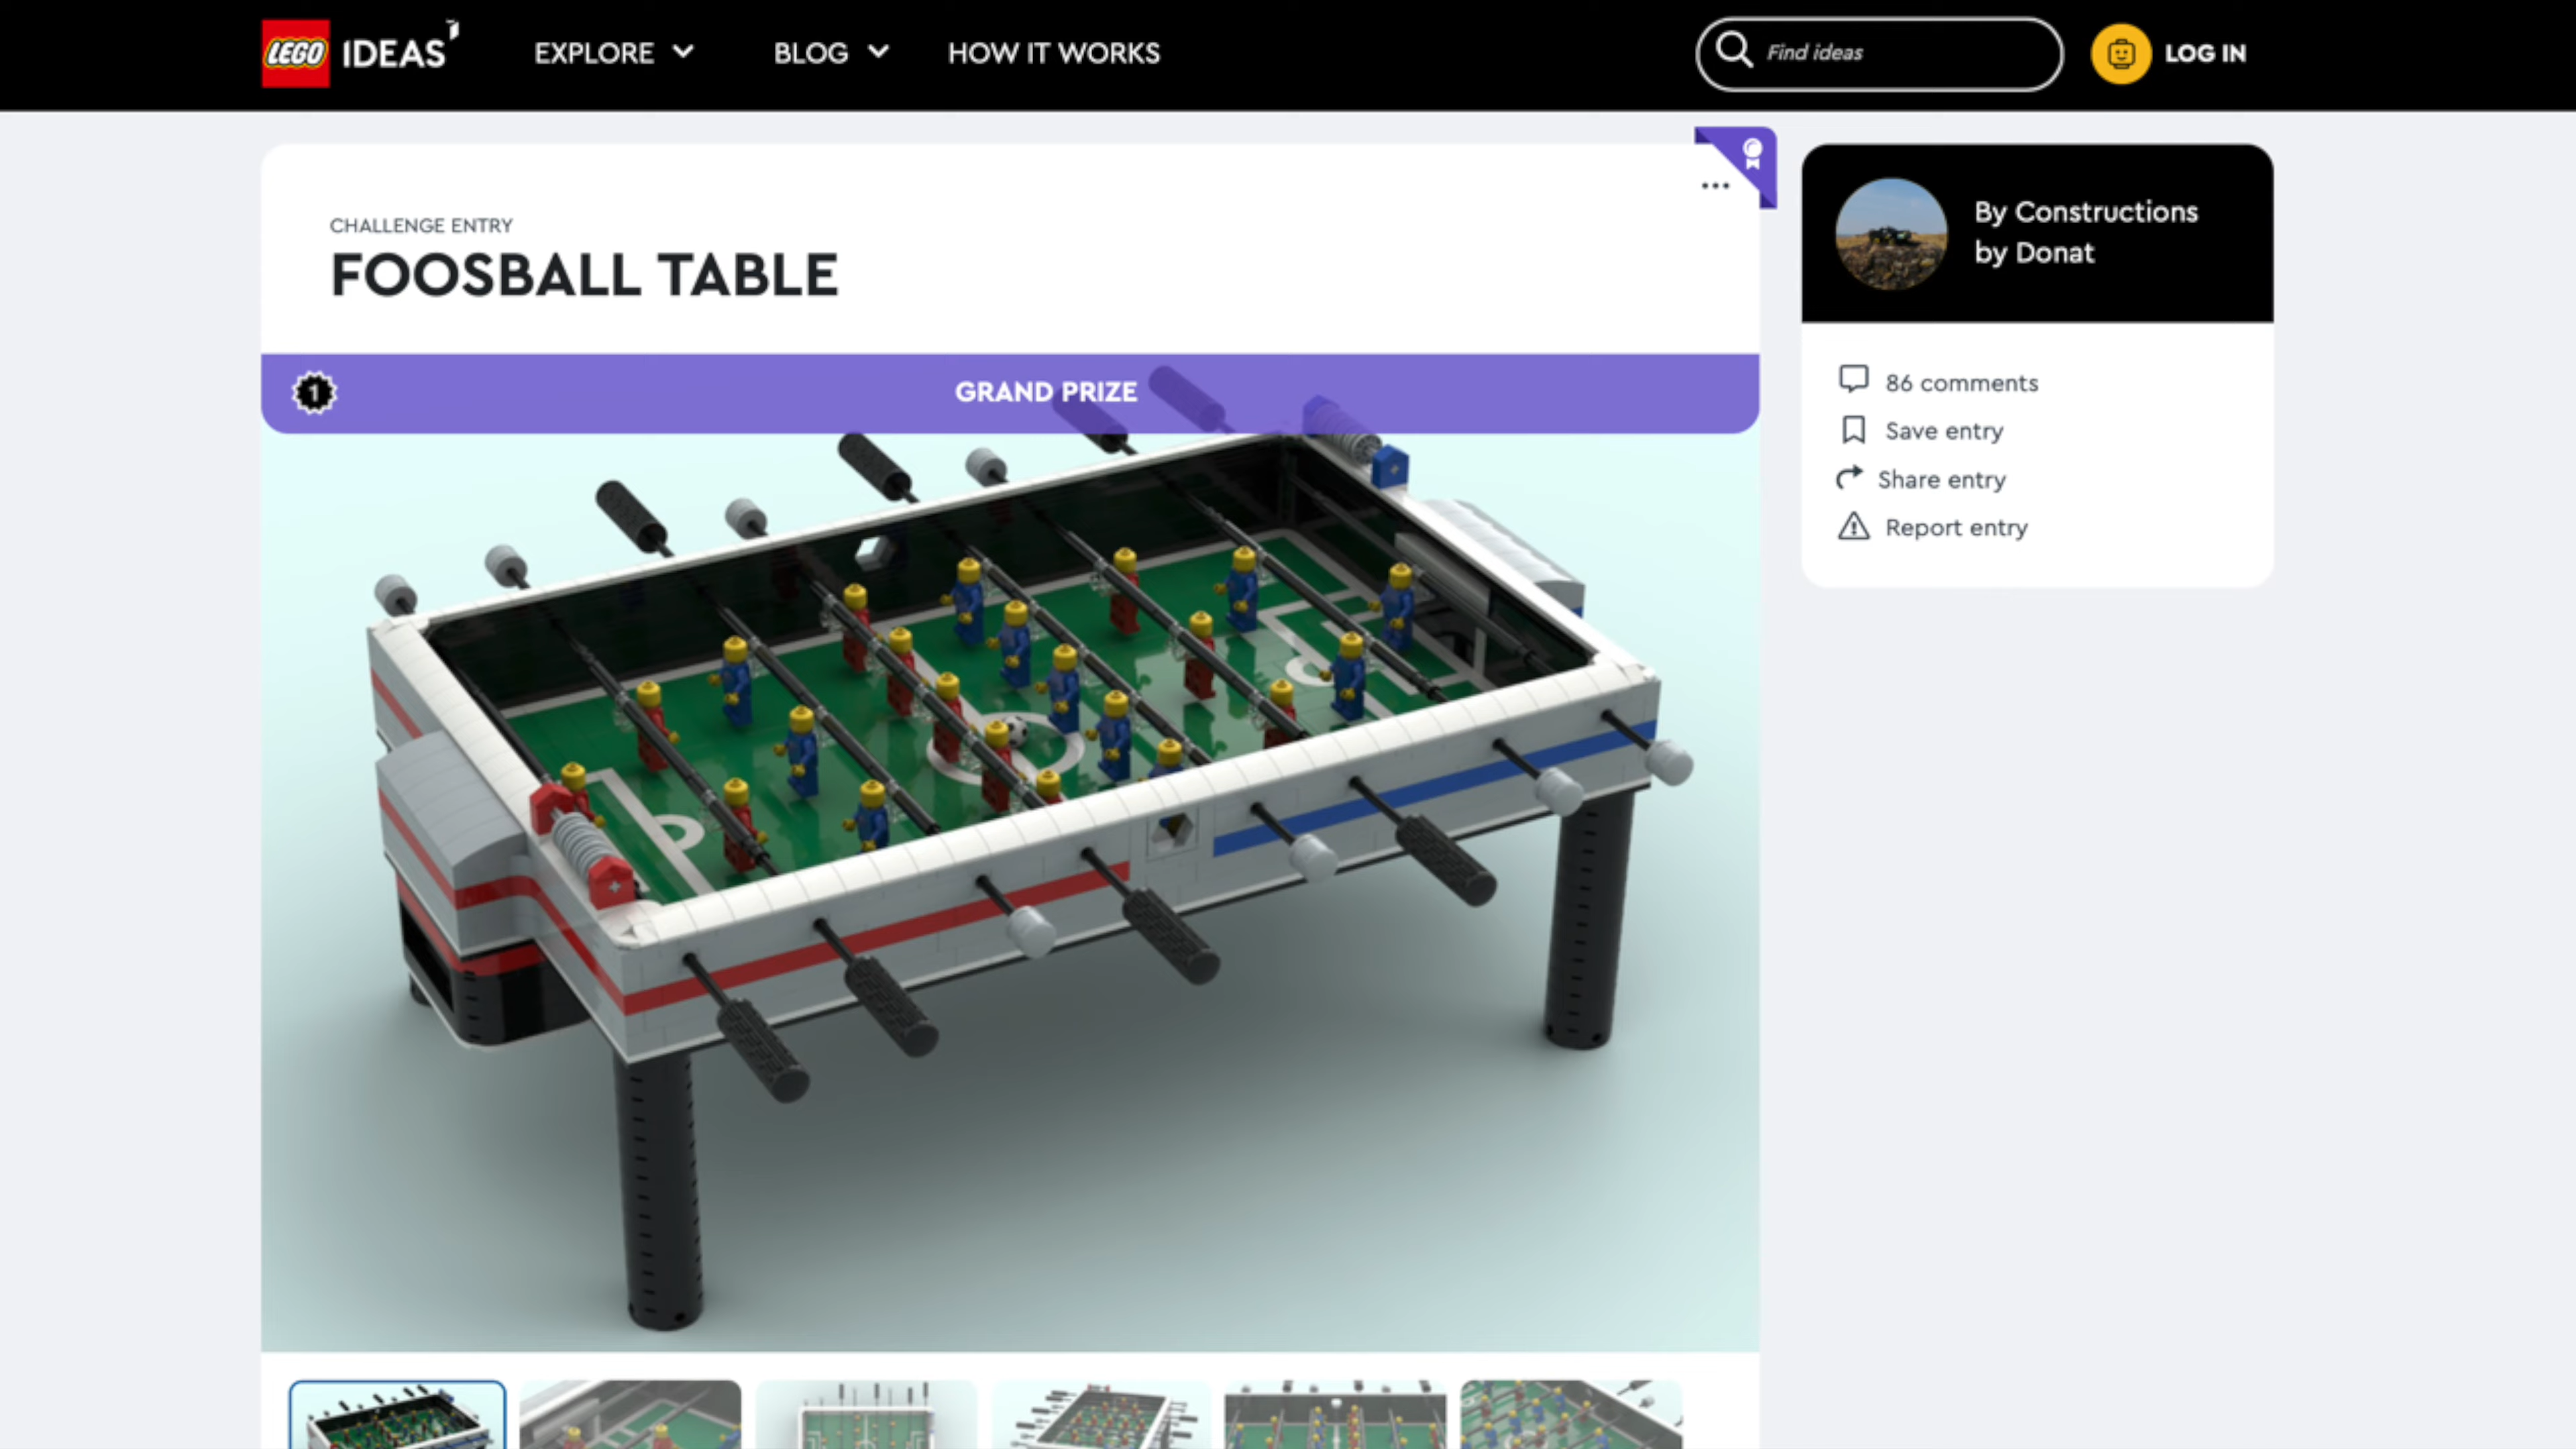 LEGO IDEAS
EXPLORE
BLOG
HOW IT WORKS
Find ideas
LOG IN
CHALLENGE ENTRY
FOOSBALL TABLE
1
GRAND PRIZE
By Constructions
by Donat
86 comments
Save entry
Share entry
Report entry